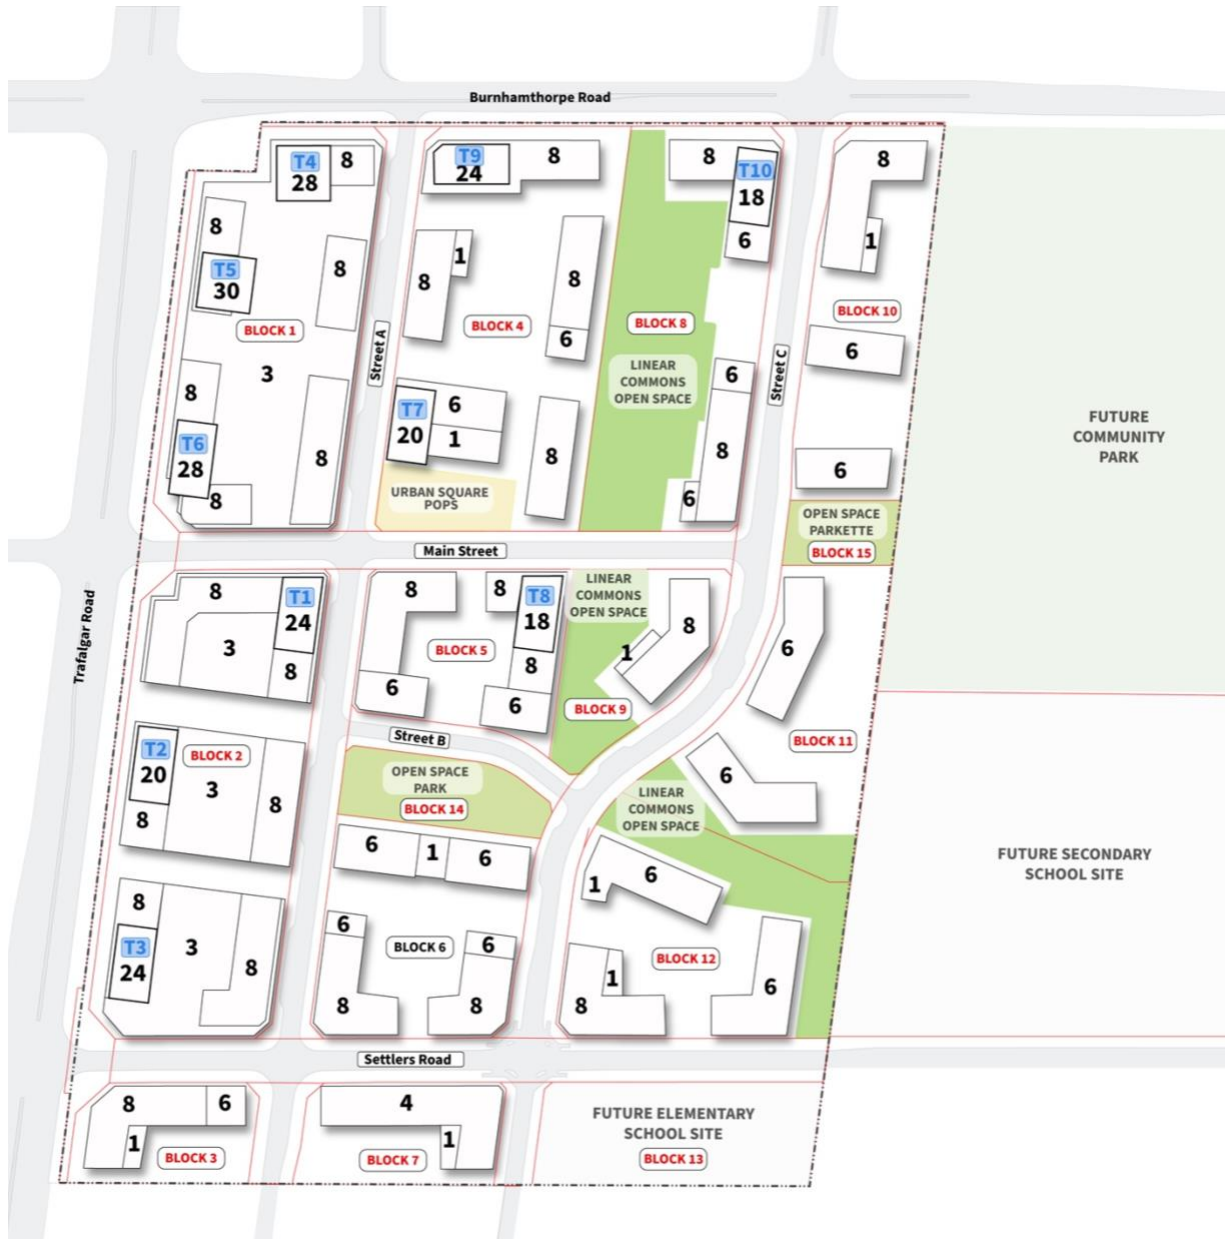 Burnhamthorpe Road
T4
28
8
T9
24
8
8
T10
18
6
8
1
8
T5
30
8
BLOCK 1
3
8
T6
28
8
8
Street A
8
1
8
6
BLOCK 4
T7
20
6
1
8
URBAN SQUARE
POPS
BLOCK 8
LINEAR
COMMONS
OPEN SPACE
6
8
6
Street C
BLOCK 10
6
6
OPEN SPACE
PARKETTE
BLOCK 15
FUTURE
COMMUNITY
PARK
Main Street
Trafalgar Road
8
T1
24
3
8
8
8
T8
18
BLOCK 5
8
6
6
LINEAR
COMMONS
OPEN SPACE
8
1
BLOCK 9
6
BLOCK 11
6
T2
20
BLOCK 2
3
8
8
Street B
OPEN SPACE
PARK
BLOCK 14
LINEAR
COMMONS
OPEN SPACE
6
1
6
6
1
FUTURE SECONDARY
SCHOOL SITE
8
T3
24
3
8
6
BLOCK 6
6
8
8
BLOCK 12
1
8
6
Settlers Road
8
6
1
BLOCK 3
4
1
BLOCK 7
FUTURE ELEMENTARY
SCHOOL SITE
BLOCK 13